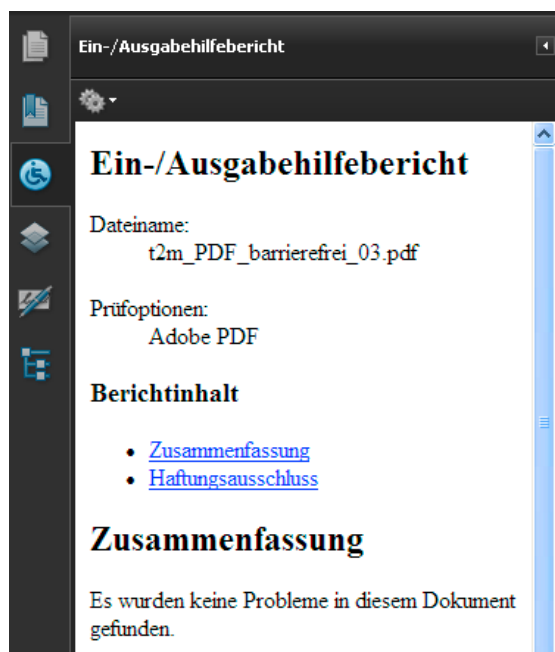 Ein-/Ausgabehilfebericht
Ein-/Ausgabehilfebericht
Dateiname:
t2m_PDF_barrierefrei_03.pdf
Prüfoptionen:
Adobe PDF
Berichtinhalt
• Zusammenfassung
• Haftungsausschluss
Zusammenfassung
Es wurden keine Probleme in diesem Dokument
gefunden.